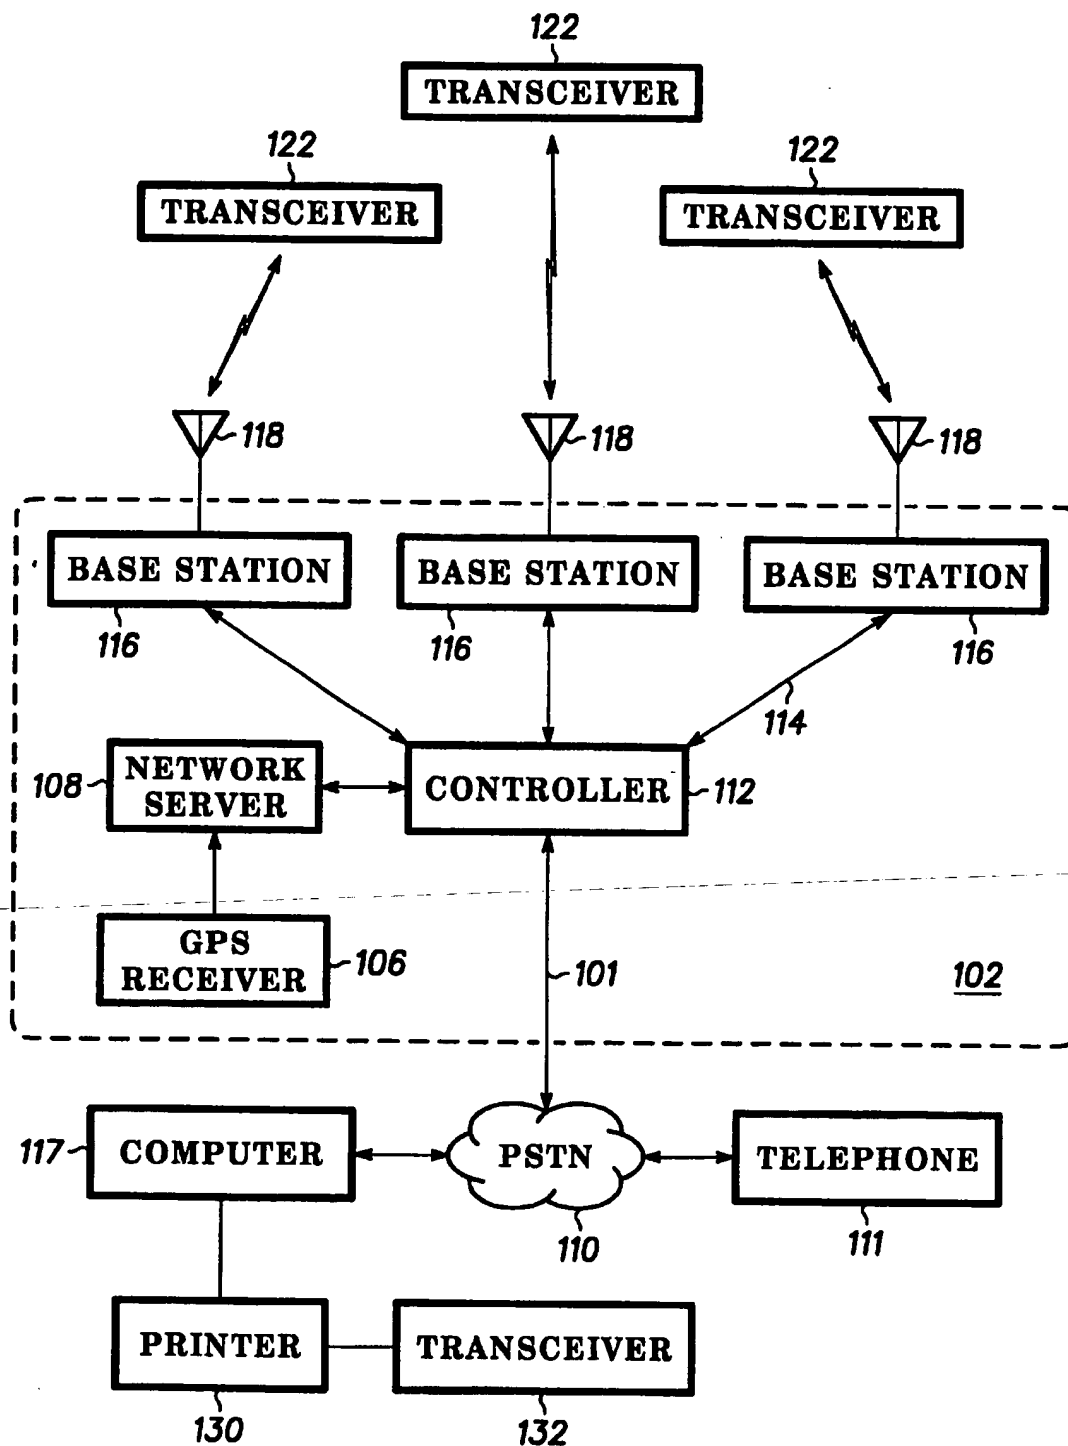 122
TRANSCEIVER
122
TRANSCEIVER
122
TRANSCEIVER
118
118
118
BASE STATION
BASE STATION
BASE STATION
116
116
116
114
108
NETWORK
SERVER
CONTROLLER
112
GPS
RECEIVER
106
101
102
117
COMPUTER
PSTN
TELEPHONE
110
111
PRINTER
TRANSCEIVER
130
132